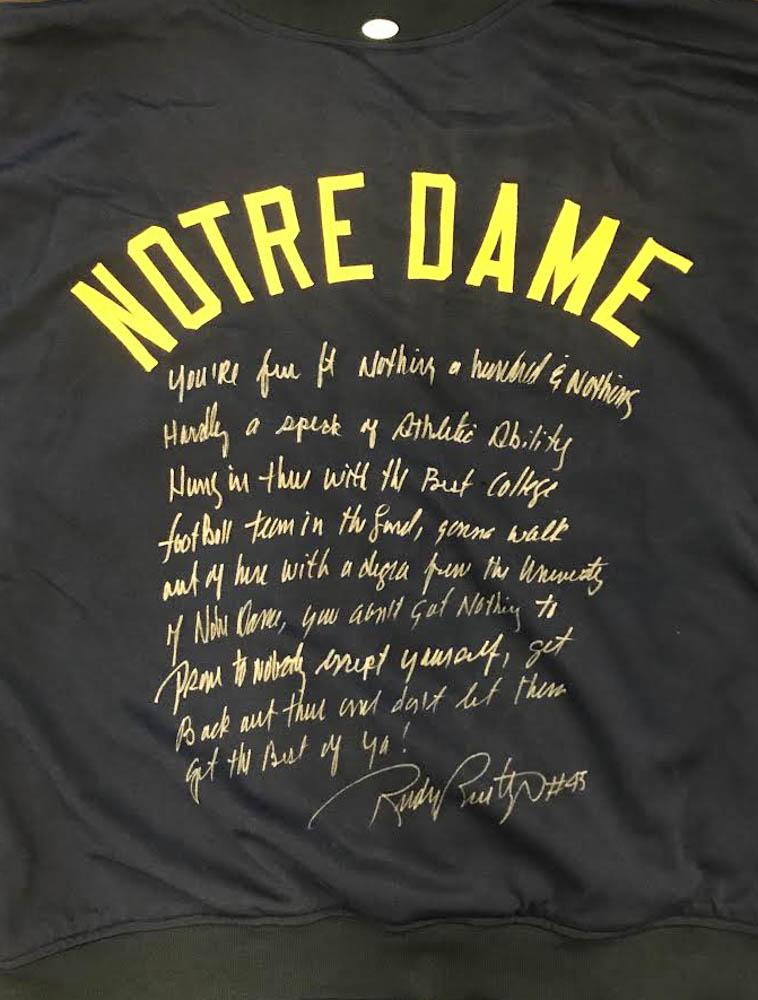 NOTRE DAME
You're five ft Nothing a hundred & Nothing
Hardly a speck of Athletic Ability
Hung in there with the Best College
football team in the land, gonna walk
out of here with a degree from the University
of Notre Dame, you ain't Got Nothing to
prove to nobody except yourself, get
Back out there and don't let them
get the Best of ya!
Rudy Ruettiger #45